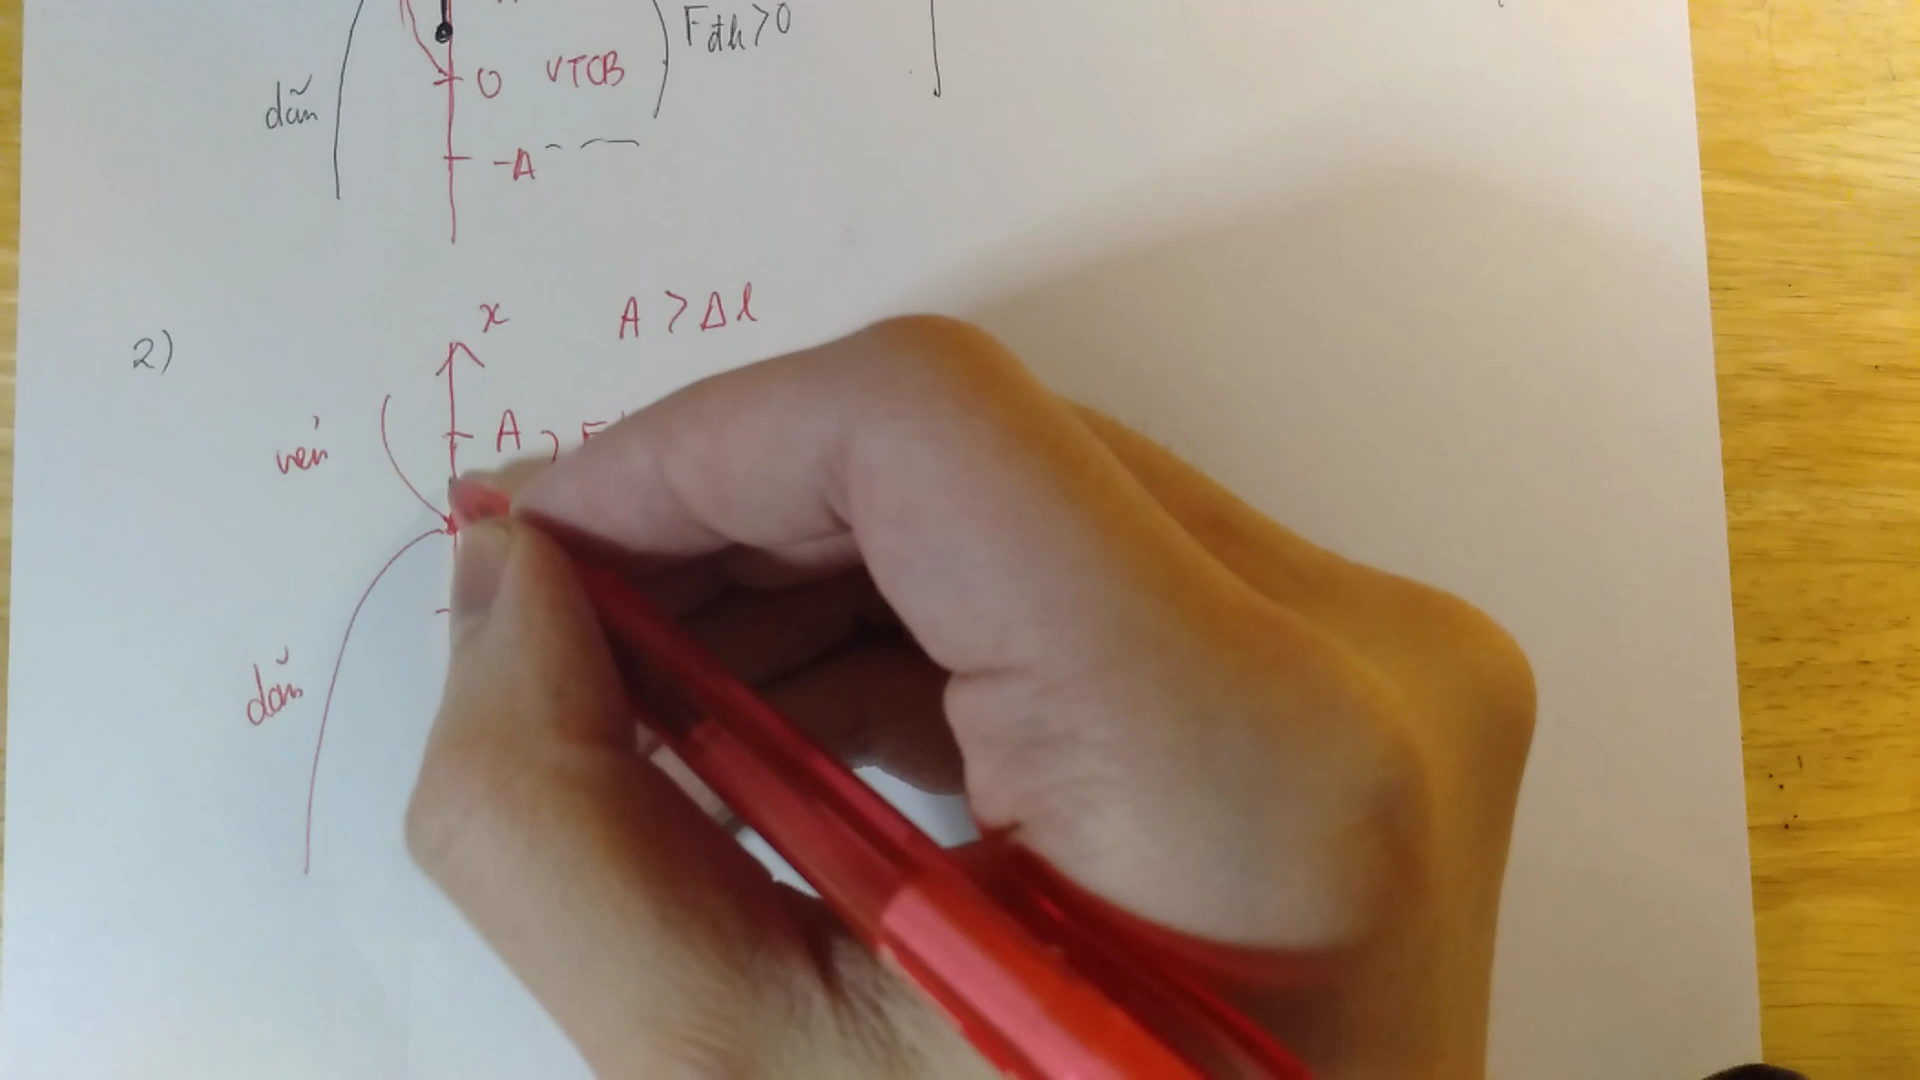 Fđh>0
O VTCB
dãn
-A
x A > Δl
2)
A
nén
dãn